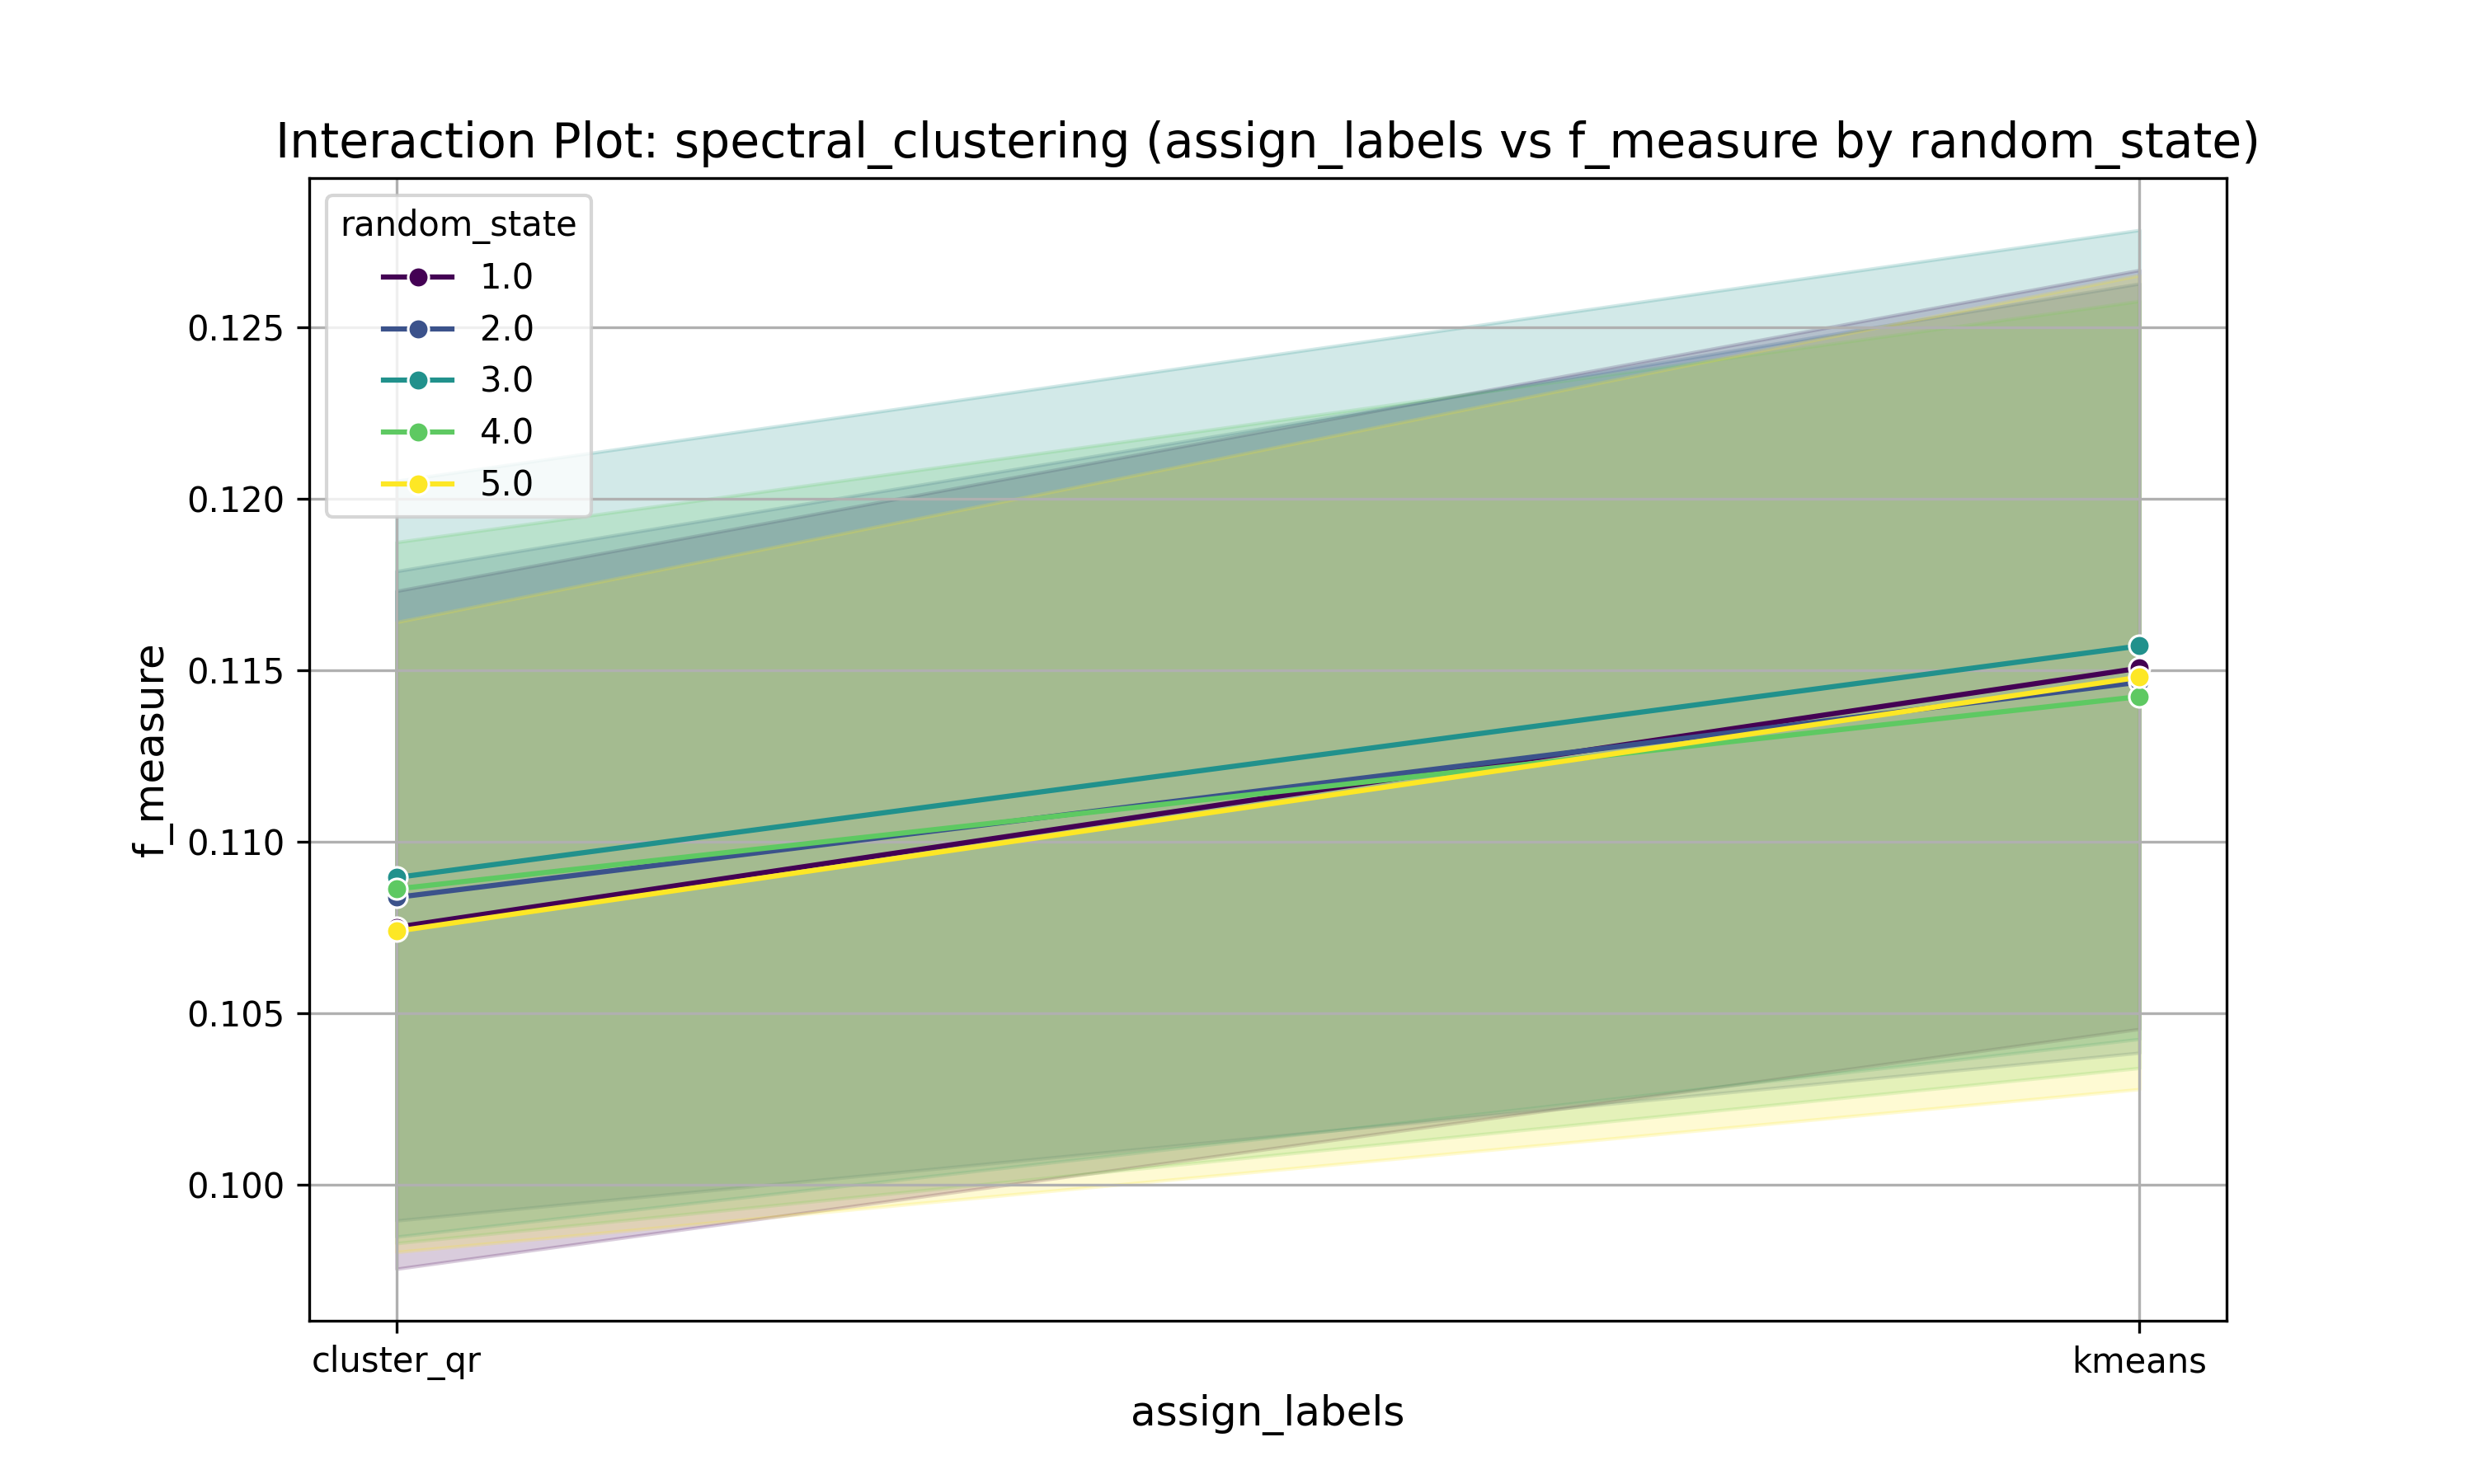 Interaction Plot: spectral_clustering (assign_labels vs f_measure by random_state)
random_state
1.0
2.0
3.0
4.0
5.0
f_measure
0.125
0.120
0.115
0.110
0.105
0.100
cluster_qr
kmeans
assign_labels